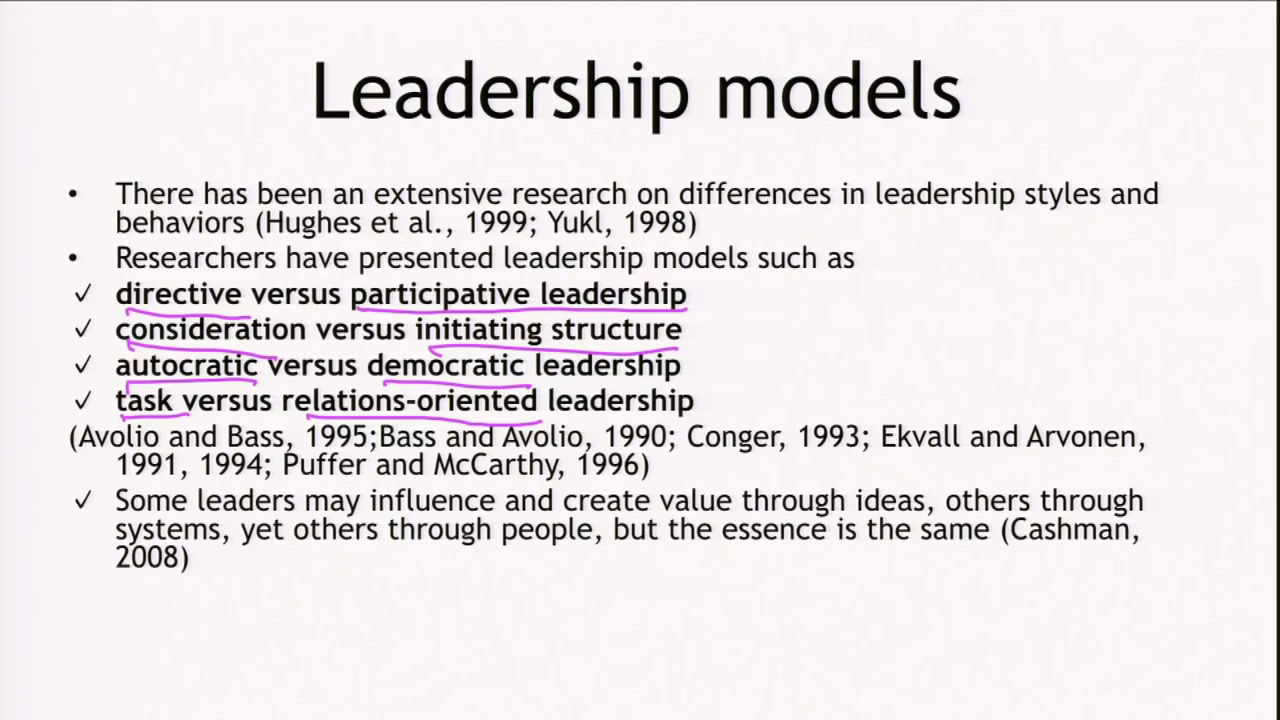 Leadership models
• There has been an extensive research on differences in leadership styles and
behaviors (Hughes et al., 1999; Yukl, 1998)
• Researchers have presented leadership models such as
✓ directive versus participative leadership
✓ consideration versus initiating structure
✓ autocratic versus democratic leadership
✓ task versus relations-oriented leadership
(Avolio and Bass, 1995;Bass and Avolio, 1990; Conger, 1993; Ekvall and Arvonen,
1991, 1994; Puffer and McCarthy, 1996)
✓ Some leaders may influence and create value through ideas, others through
systems, yet others through people, but the essence is the same (Cashman,
2008)